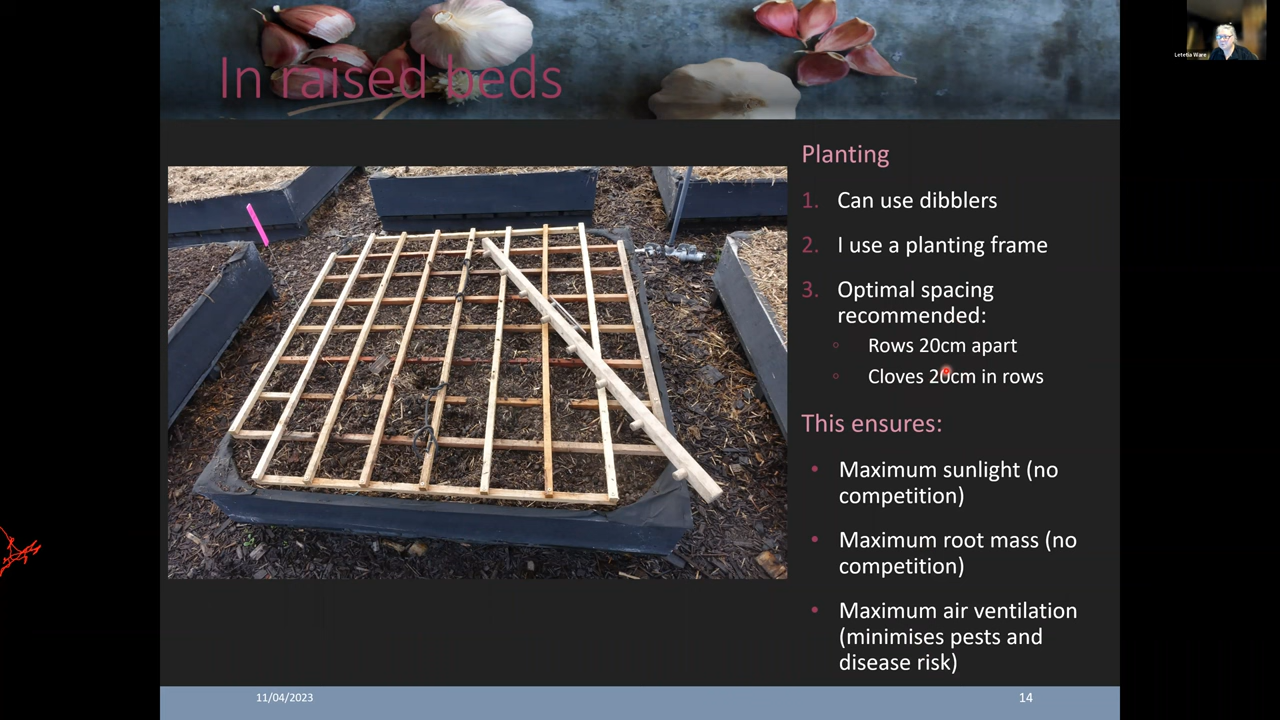 Letetia Ware
In raised beds
Planting
1. Can use dibblers
2. I use a planting frame
3. Optimal spacing
recommended:
Rows 20cm apart
Cloves 20cm in rows
This ensures:
• Maximum sunlight (no
competition)
• Maximum root mass (no
competition)
• Maximum air ventilation
(minimises pests and
disease risk)
11/04/2023
14